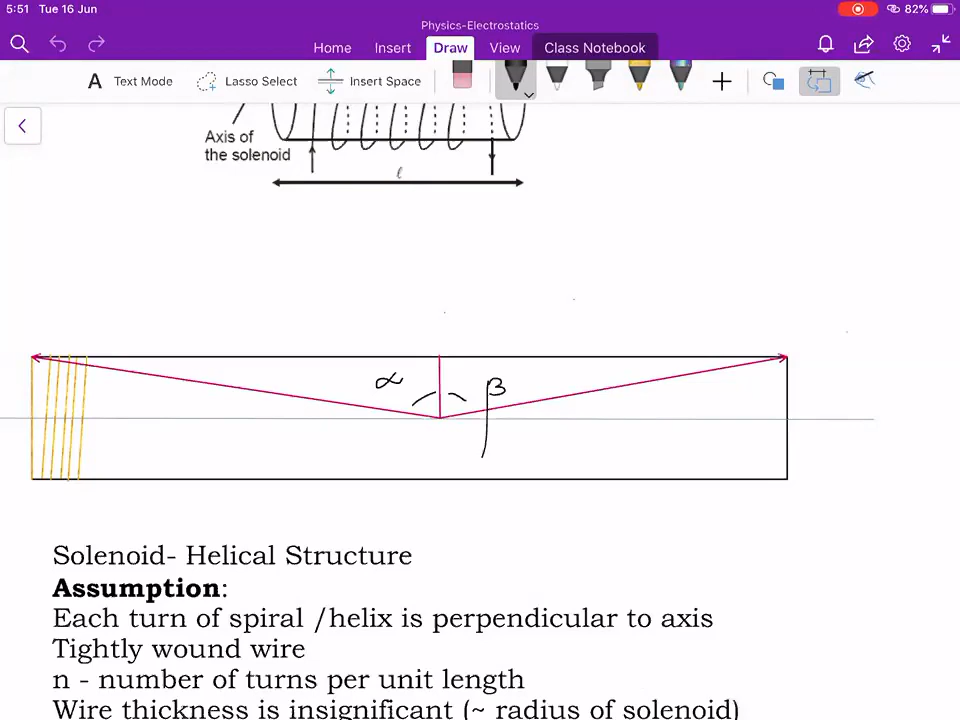 5:51 Tue 16 Jun
82%
Physics-Electrostatics
Home Insert Draw View Class Notebook
A Text Mode Lasso Select Insert Space
Axis of
the solenoid
ℓ
α β
Solenoid- Helical Structure
Assumption:
Each turn of spiral /helix is perpendicular to axis
Tightly wound wire
n - number of turns per unit length
Wire thickness is insignificant (~ radius of solenoid)